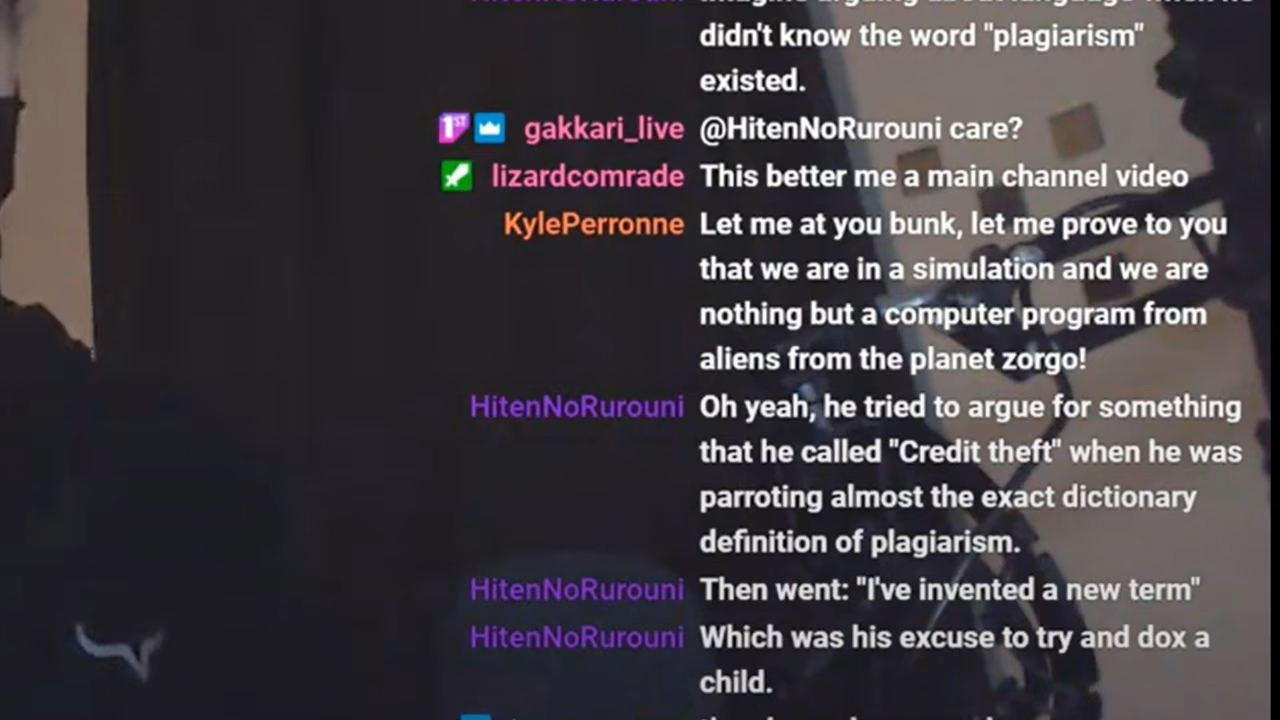 didn't know the word "plagiarism"
existed.
gakkari_live @HitenNoRurouni care?
lizardcomrade This better me a main channel video
KylePerronne Let me at you bunk, let me prove to you
that we are in a simulation and we are
nothing but a computer program from
aliens from the planet zorgo!
HitenNoRurouni Oh yeah, he tried to argue for something
that he called "Credit theft" when he was
parroting almost the exact dictionary
definition of plagiarism.
HitenNoRurouni Then went: "I've invented a new term"
HitenNoRurouni Which was his excuse to try and dox a
child.